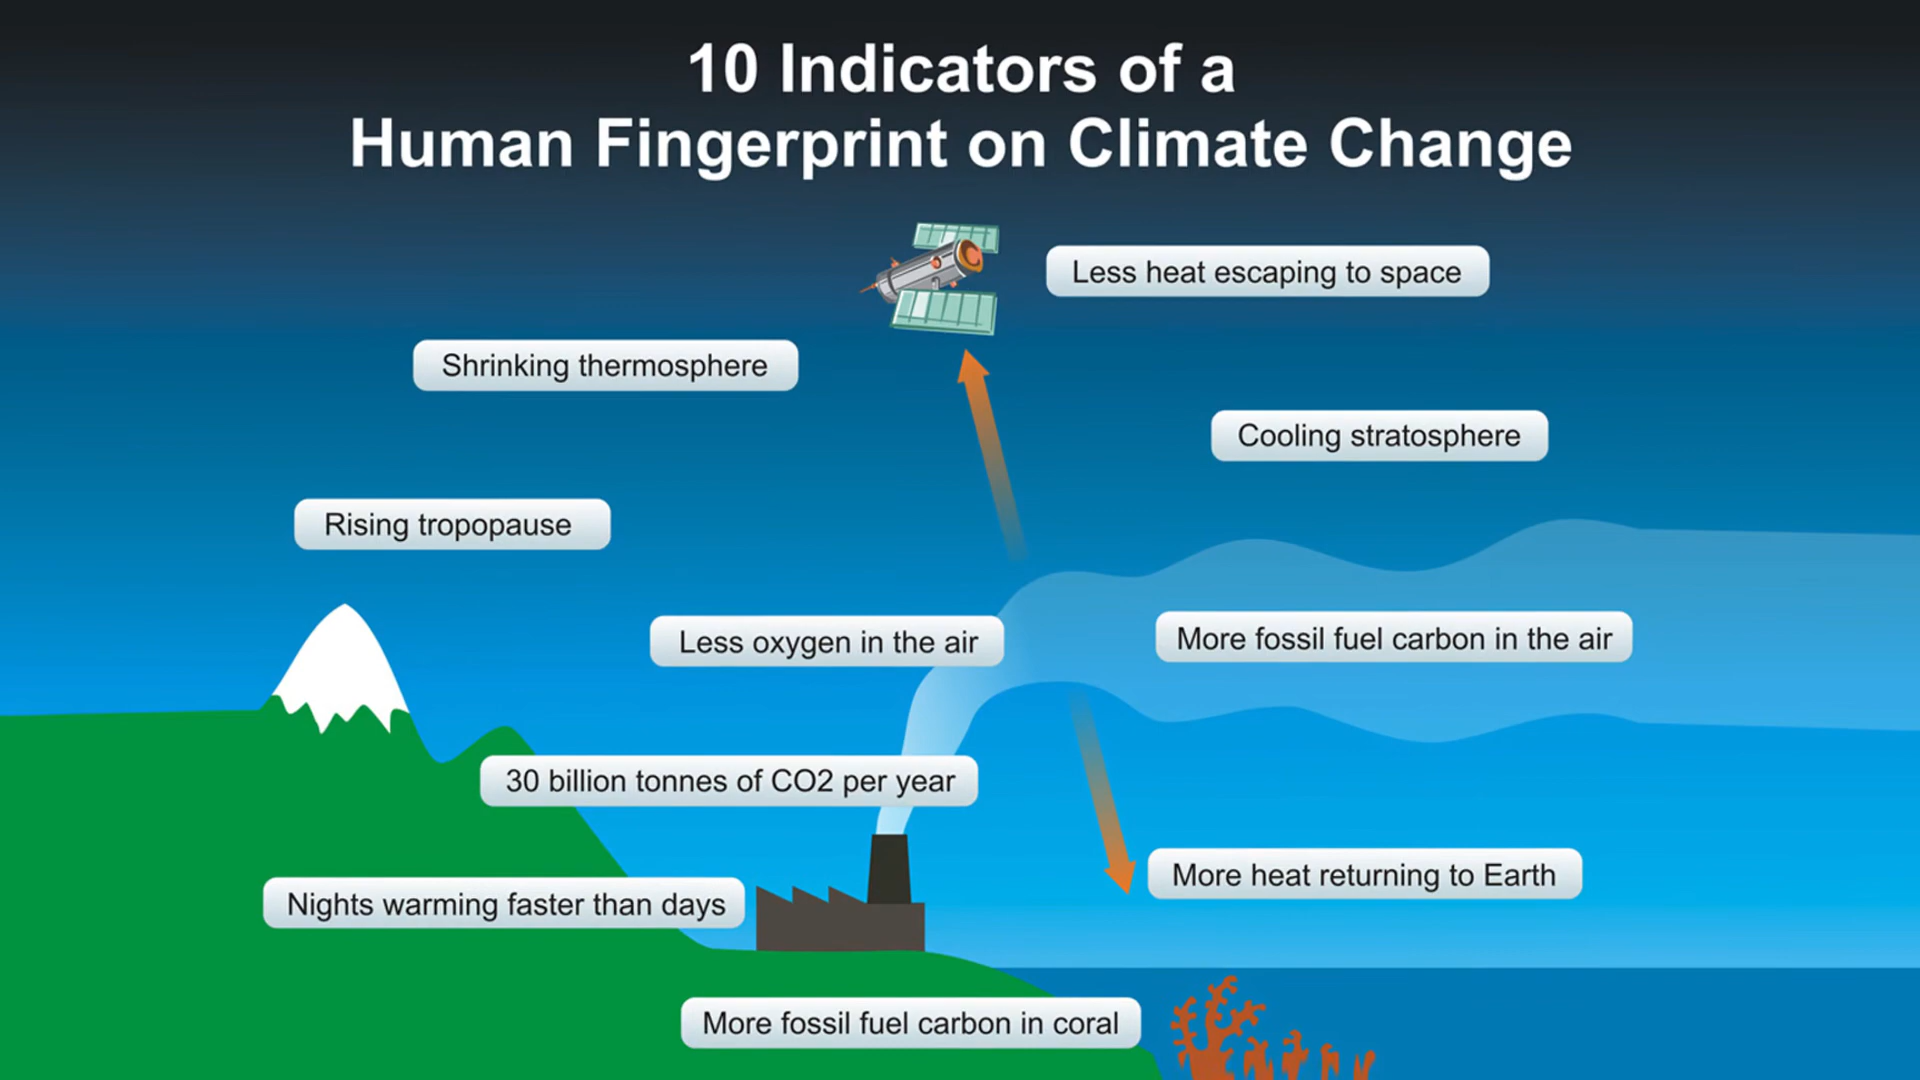 10 Indicators of a
Human Fingerprint on Climate Change
Less heat escaping to space
Shrinking thermosphere
Cooling stratosphere
Rising tropopause
Less oxygen in the air
More fossil fuel carbon in the air
30 billion tonnes of CO2 per year
More heat returning to Earth
Nights warming faster than days
More fossil fuel carbon in coral